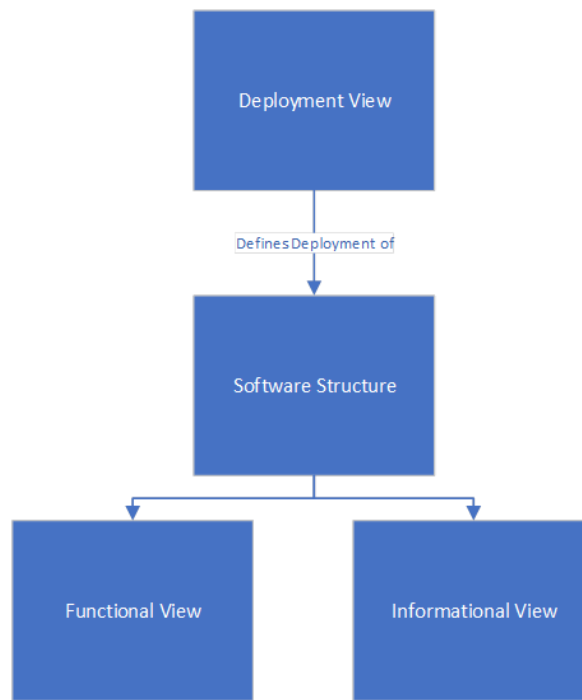 Deployment View
Defines Deployment of
Software Structure
Functional View
Informational View